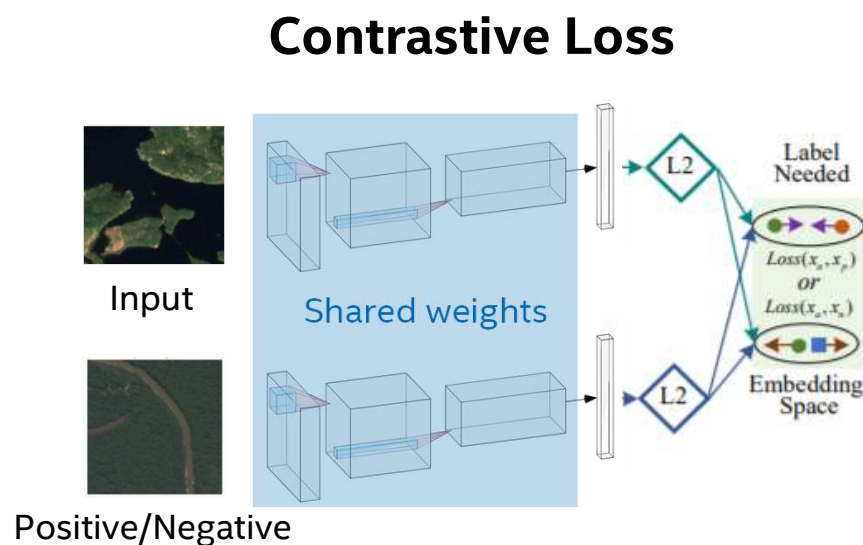 Contrastive Loss
Input
Positive/Negative
Shared weights
L2
L2
Label
Needed
Loss(xₐ,xₚ)
or
Loss(xₐ,xₙ)
Embedding
Space